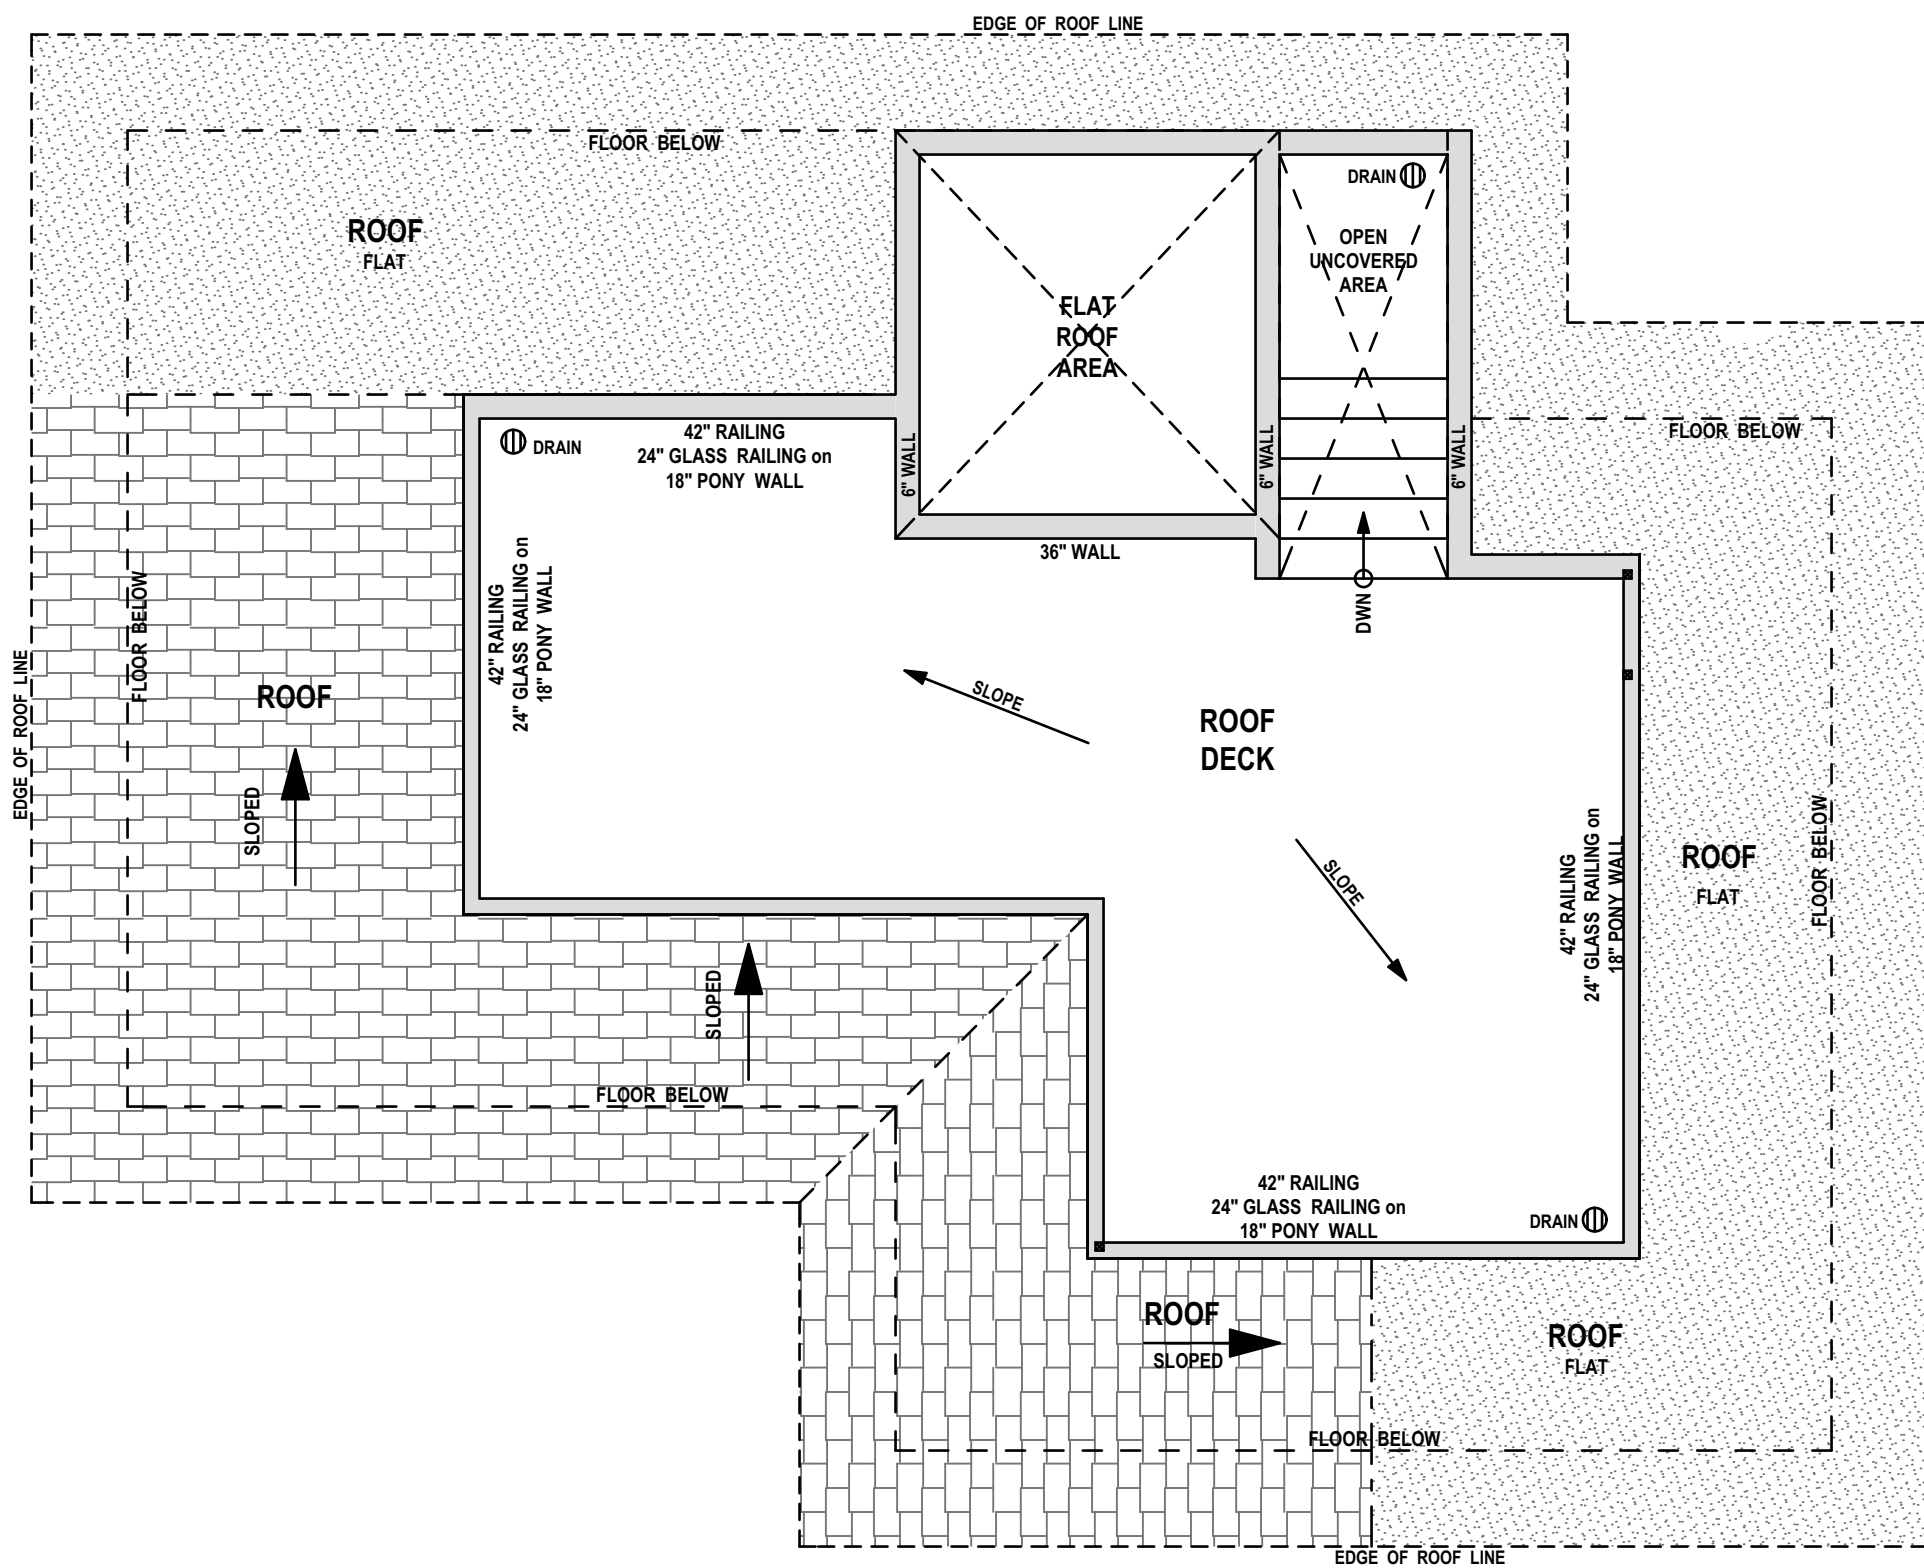 EDGE OF ROOF LINE
FLOOR BELOW
DRAIN
ROOF
FLAT
OPEN
UNCOVERED
AREA
FLAT
ROOF
AREA
42" RAILING
24" GLASS RAILING on
18" PONY WALL
DRAIN
6" WALL
6" WALL
6" WALL
FLOOR BELOW
36" WALL
DWN
42" RAILING
24" GLASS RAILING on
18" PONY WALL
FLOOR BELOW
EDGE OF ROOF LINE
ROOF
SLOPED
SLOPE
ROOF
DECK
SLOPE
42" RAILING
24" GLASS RAILING on
18" PONY WALL
ROOF
FLAT
FLOOR BELOW
SLOPED
FLOOR BELOW
42" RAILING
24" GLASS RAILING on
18" PONY WALL
DRAIN
ROOF
SLOPED
ROOF
FLAT
FLOOR BELOW
EDGE OF ROOF LINE